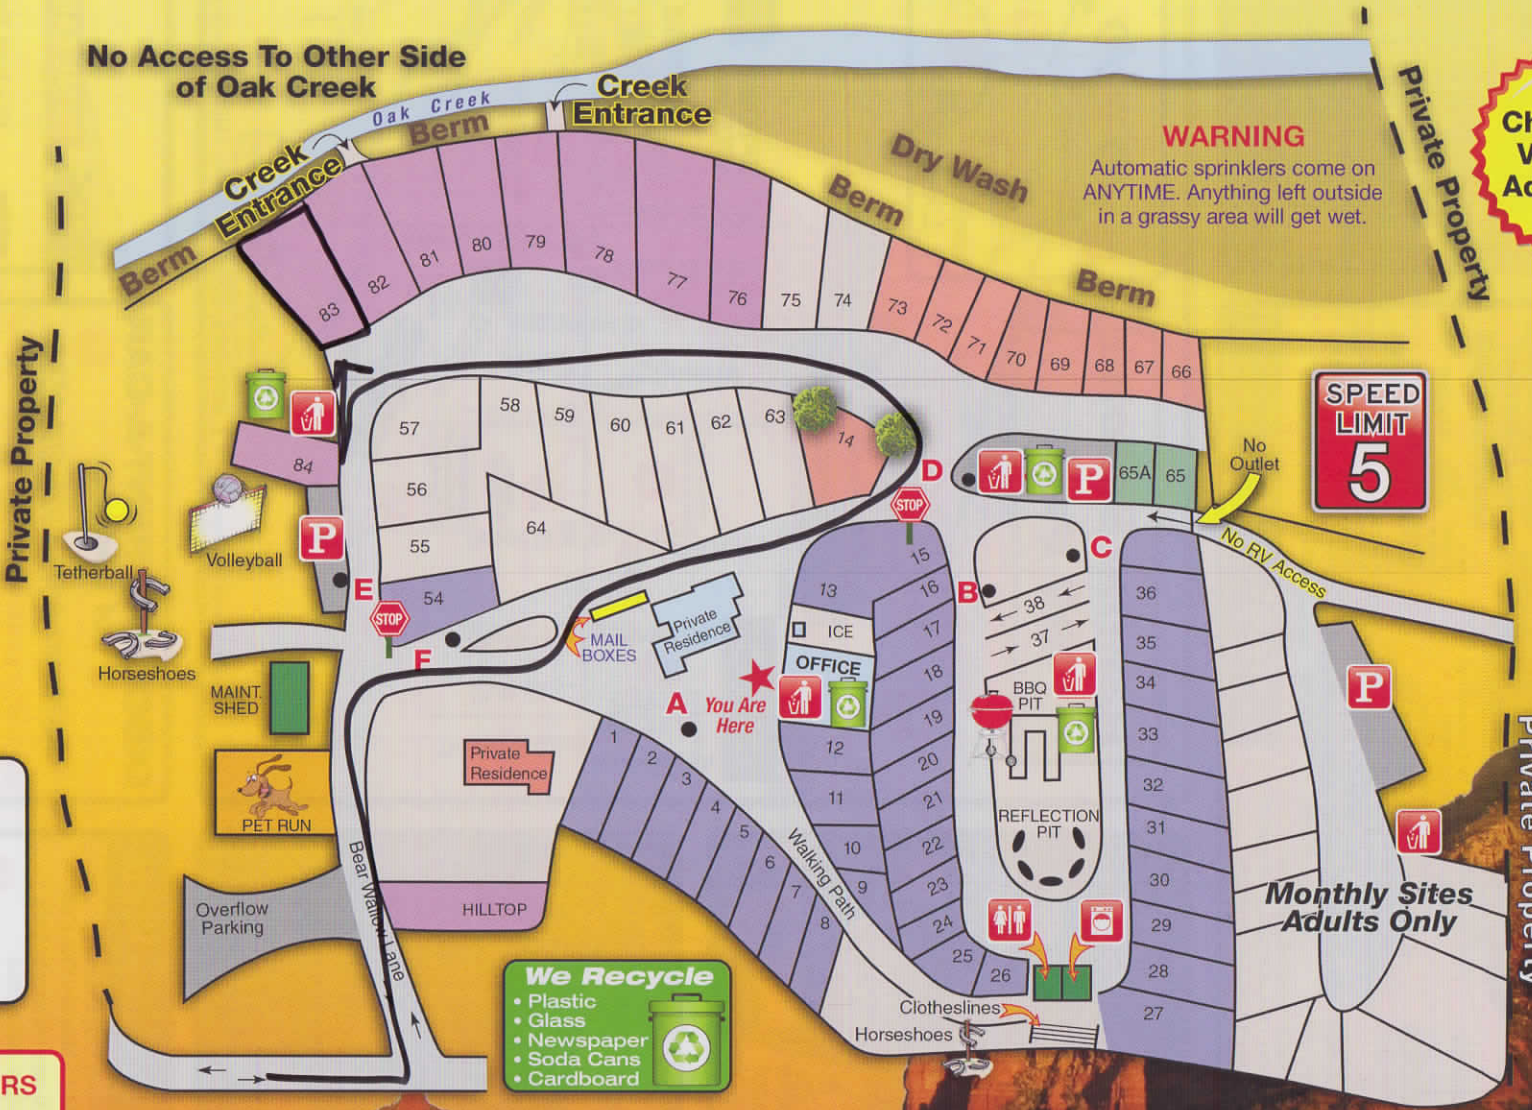 No Access To Other Side
of Oak Creek
Creek
Entrance
Oak Creek
Berm
Creek
Entrance
Berm
Dry Wash
Berm
Berm
WARNING
Automatic sprinklers come on
ANYTIME. Anything left outside
in a grassy area will get wet.
Private Property
Private Property
SPEED
LIMIT
5
83
82
81
80
79
78
77
76
75
74
73
72
71
70
69
68
67
66
57
58
59
60
61
62
63
14
84
56
55
64
54
D
P
65A
65
No
Outlet
No RV Access
STOP
P
Volleyball
Tetherball
Horseshoes
E
STOP
F
MAIL
BOXES
Private
Residence
13
15
16
17
18
19
20
21
22
23
24
25
26
ICE
OFFICE
B
C
38
37
36
35
34
33
32
31
30
29
28
27
BBQ
PIT
REFLECTION
PIT
P
MAINT.
SHED
PET RUN
Private
Residence
A
You Are
Here
1
2
3
4
5
6
7
8
12
11
10
9
Walking Path
HILLTOP
Overflow
Parking
Bear Wallow Lane
Monthly Sites
Adults Only
Private Property
We Recycle
• Plastic
• Glass
• Newspaper
• Soda Cans
• Cardboard
Clotheslines
Horseshoes
RS